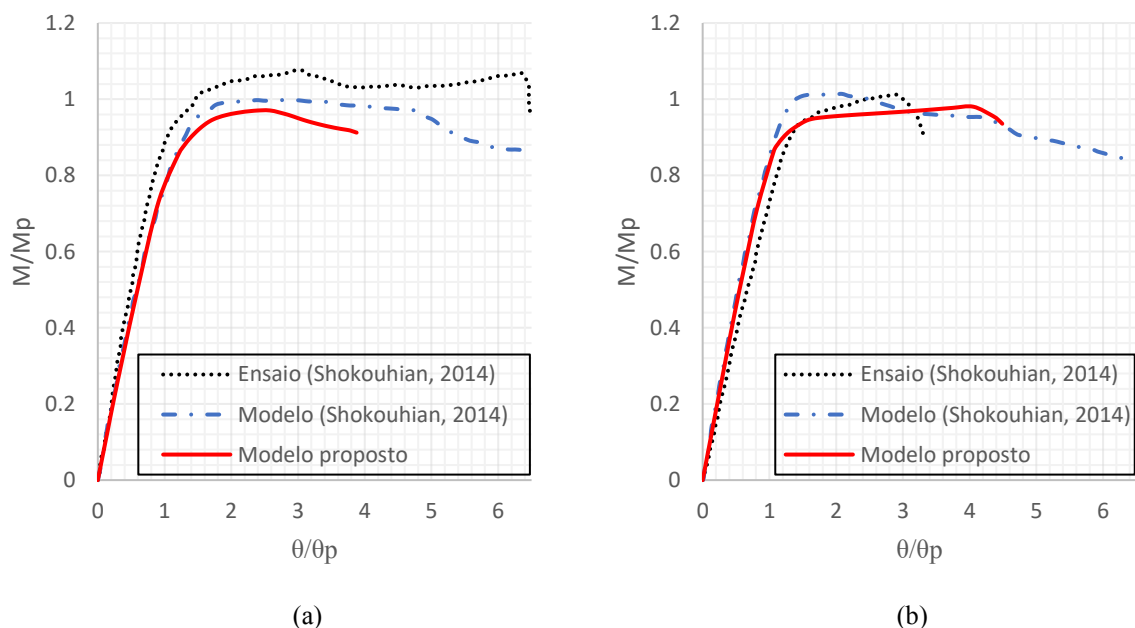 1.2
1
0.8
0.6
0.4
0.2
0
M/Mp
0 1 2 3 4 5 6
θ/θp
Ensaio (Shokouhian, 2014)
Modelo (Shokouhian, 2014)
Modelo proposto
(a)
1.2
1
0.8
0.6
0.4
0.2
0
M/Mp
0 1 2 3 4 5 6
θ/θp
Ensaio (Shokouhian, 2014)
Modelo (Shokouhian, 2014)
Modelo proposto
(b)